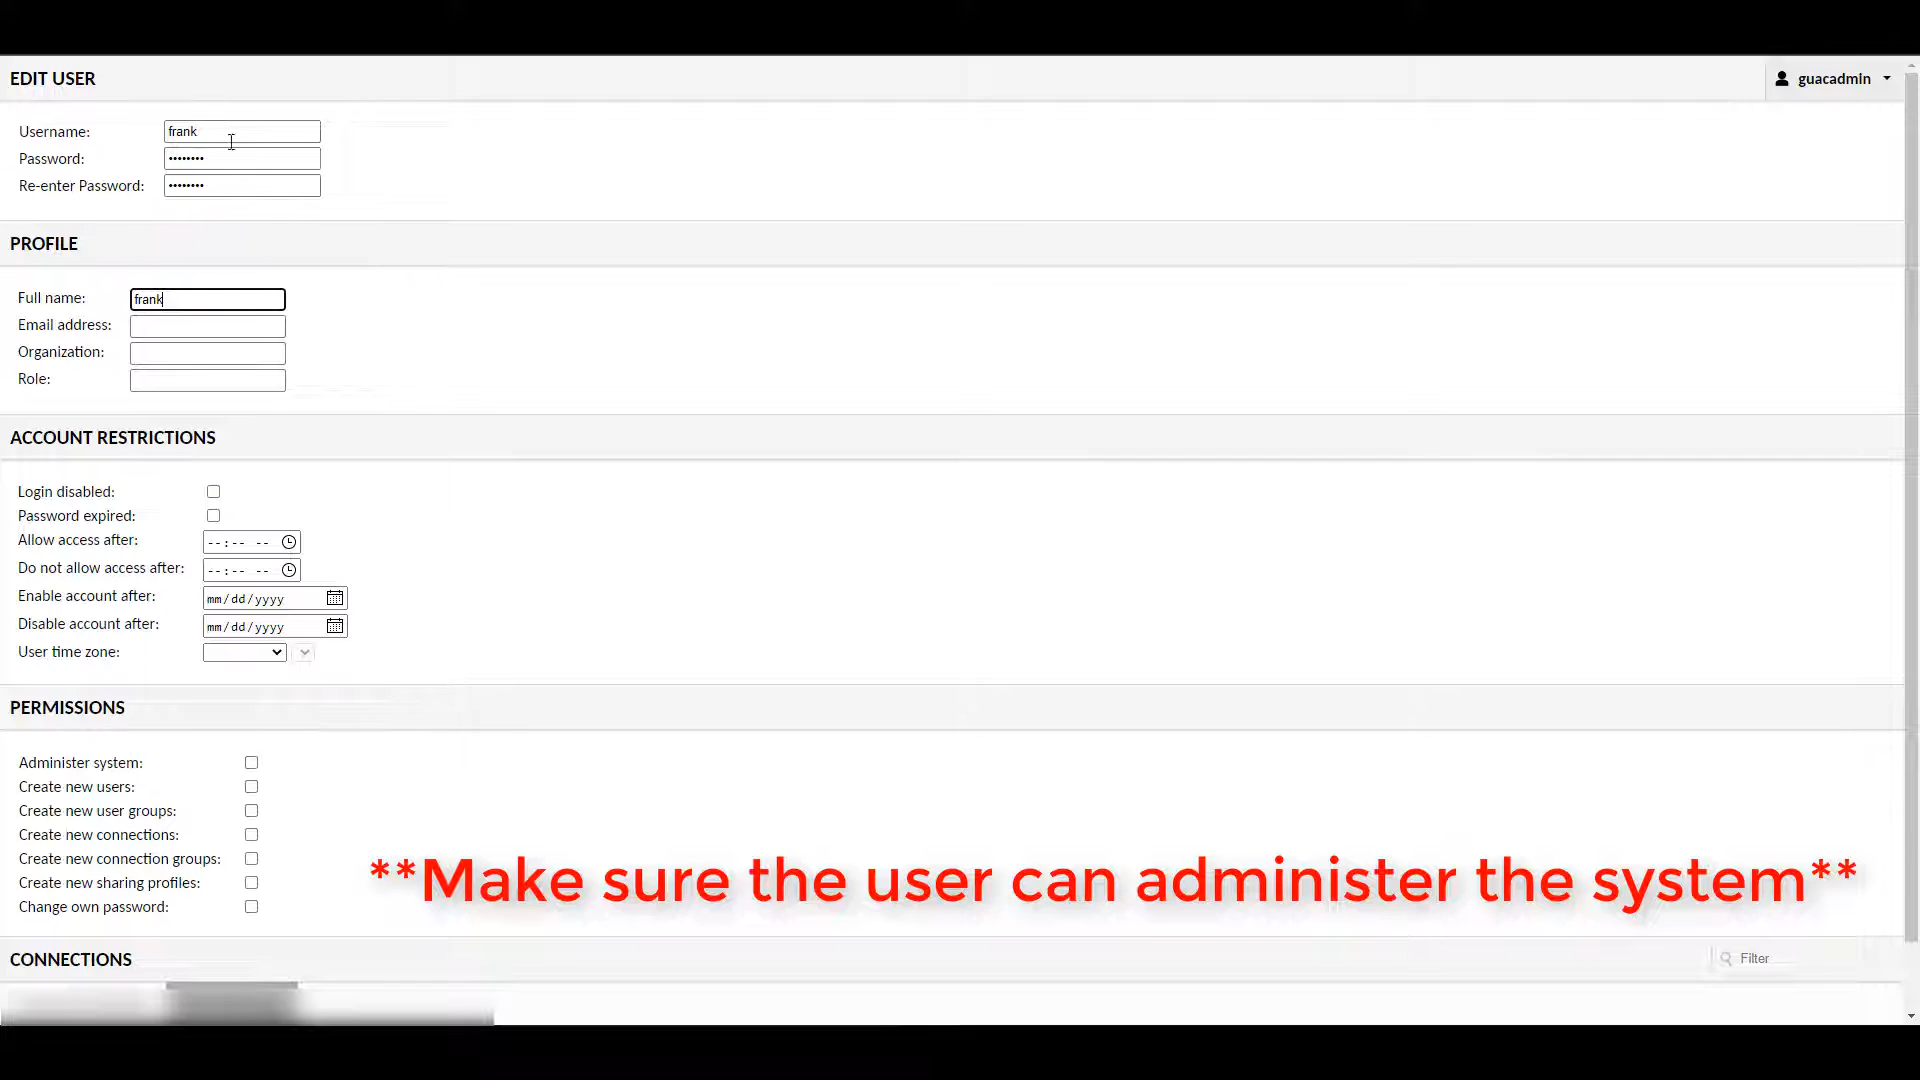 EDIT USER
guacadmin
Username: frank
Password: ••••••••
Re-enter Password: ••••••••
PROFILE
Full name: frank
Email address:
Organization:
Role:
ACCOUNT RESTRICTIONS
Login disabled:
Password expired:
Allow access after: --:-- --
Do not allow access after: --:-- --
Enable account after: mm/dd/yyyy
Disable account after: mm/dd/yyyy
User time zone:
PERMISSIONS
Administer system:
Create new users:
Create new user groups:
Create new connections:
Create new connection groups:
Create new sharing profiles:
Change own password:
**Make sure the user can administer the system**
CONNECTIONS
Filter